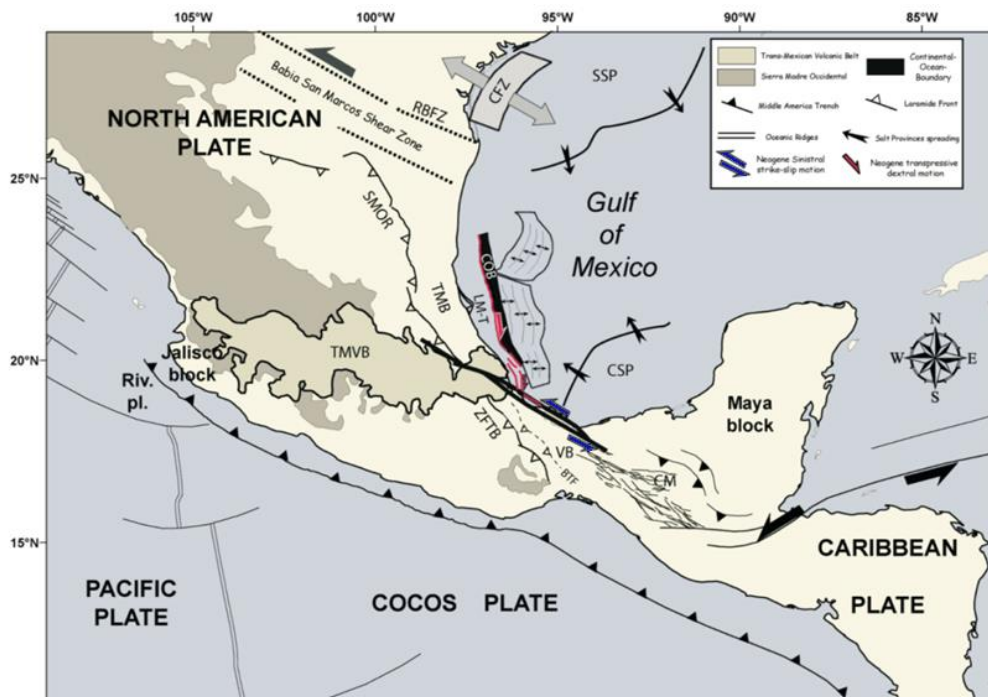 105°W
100°W
95°W
90°W
85°W
Trans-Mexican Volcanic Belt
Sierra Madre Occidental
Continental-
Ocean-
Boundary
Middle America Trench
Laramide Front
Oceanic Ridges
Salt Provinces spreading
Neogene Sinistral
strike-slip motion
Neogene transpressive
dextral motion
Babia San Marcos Shear Zone
RBFZ
CFZ
SSP
NORTH AMERICAN
PLATE
25°N
SMOR
Gulf
of
Mexico
COB
TMB
LM-T
N
W
E
S
20°N
TMVB
Jalisco
block
Riv.
pl.
CSP
Maya
block
ZFTB
VB
BTF
CM
15°N
CARIBBEAN
PLATE
PACIFIC
PLATE
COCOS PLATE